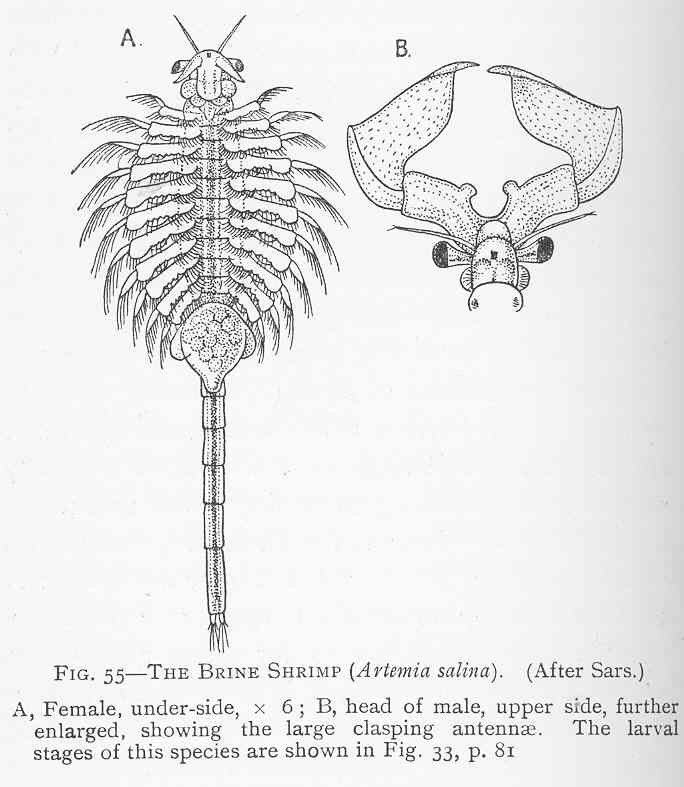 A.
B.
Fig. 55—The Brine Shrimp (Artemia salina). (After Sars.)
A, Female, under-side, × 6; B, head of male, upper side, further
enlarged, showing the large clasping antennæ. The larval
stages of this species are shown in Fig. 33, p. 81